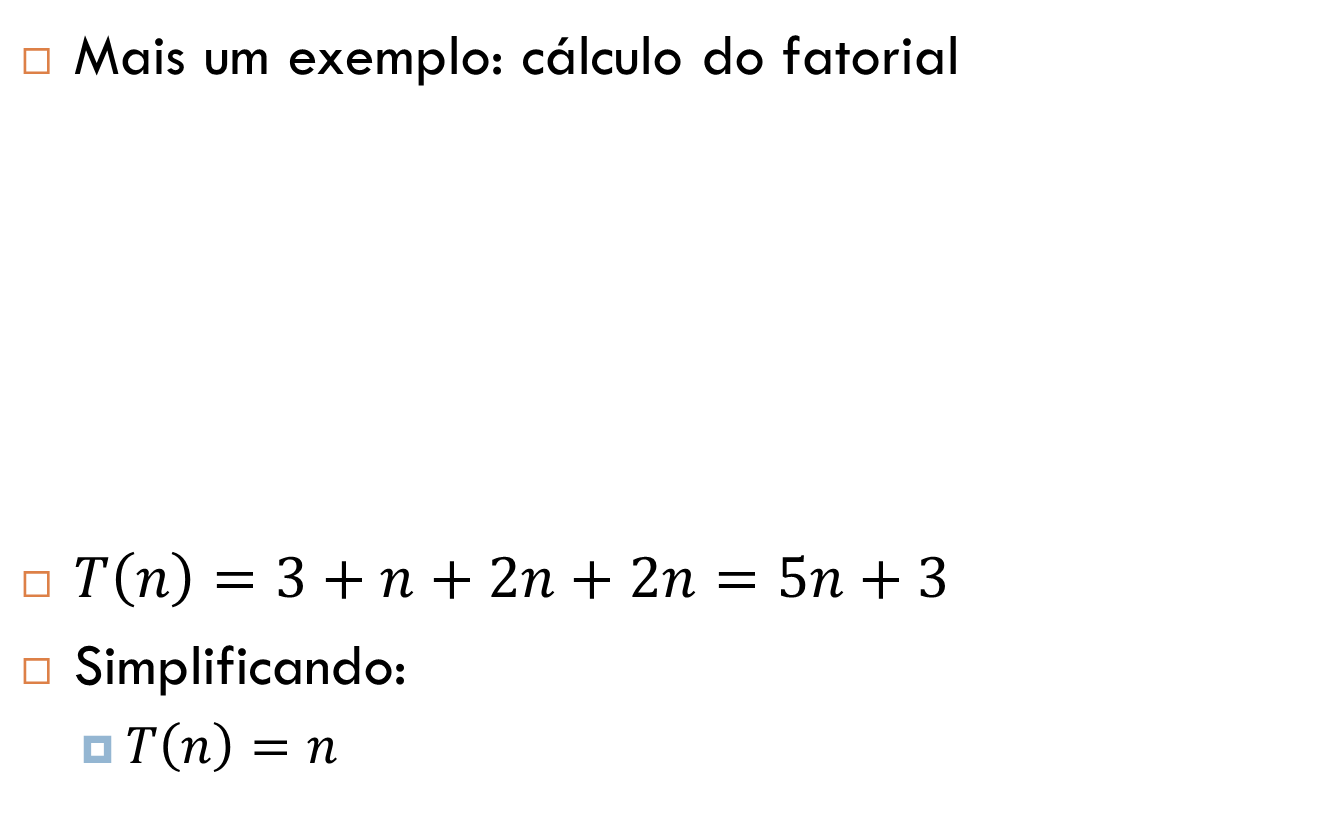 Mais um exemplo: cálculo do fatorial
T(n) = 3 + n + 2n + 2n = 5n + 3
Simplificando:
T(n) = n